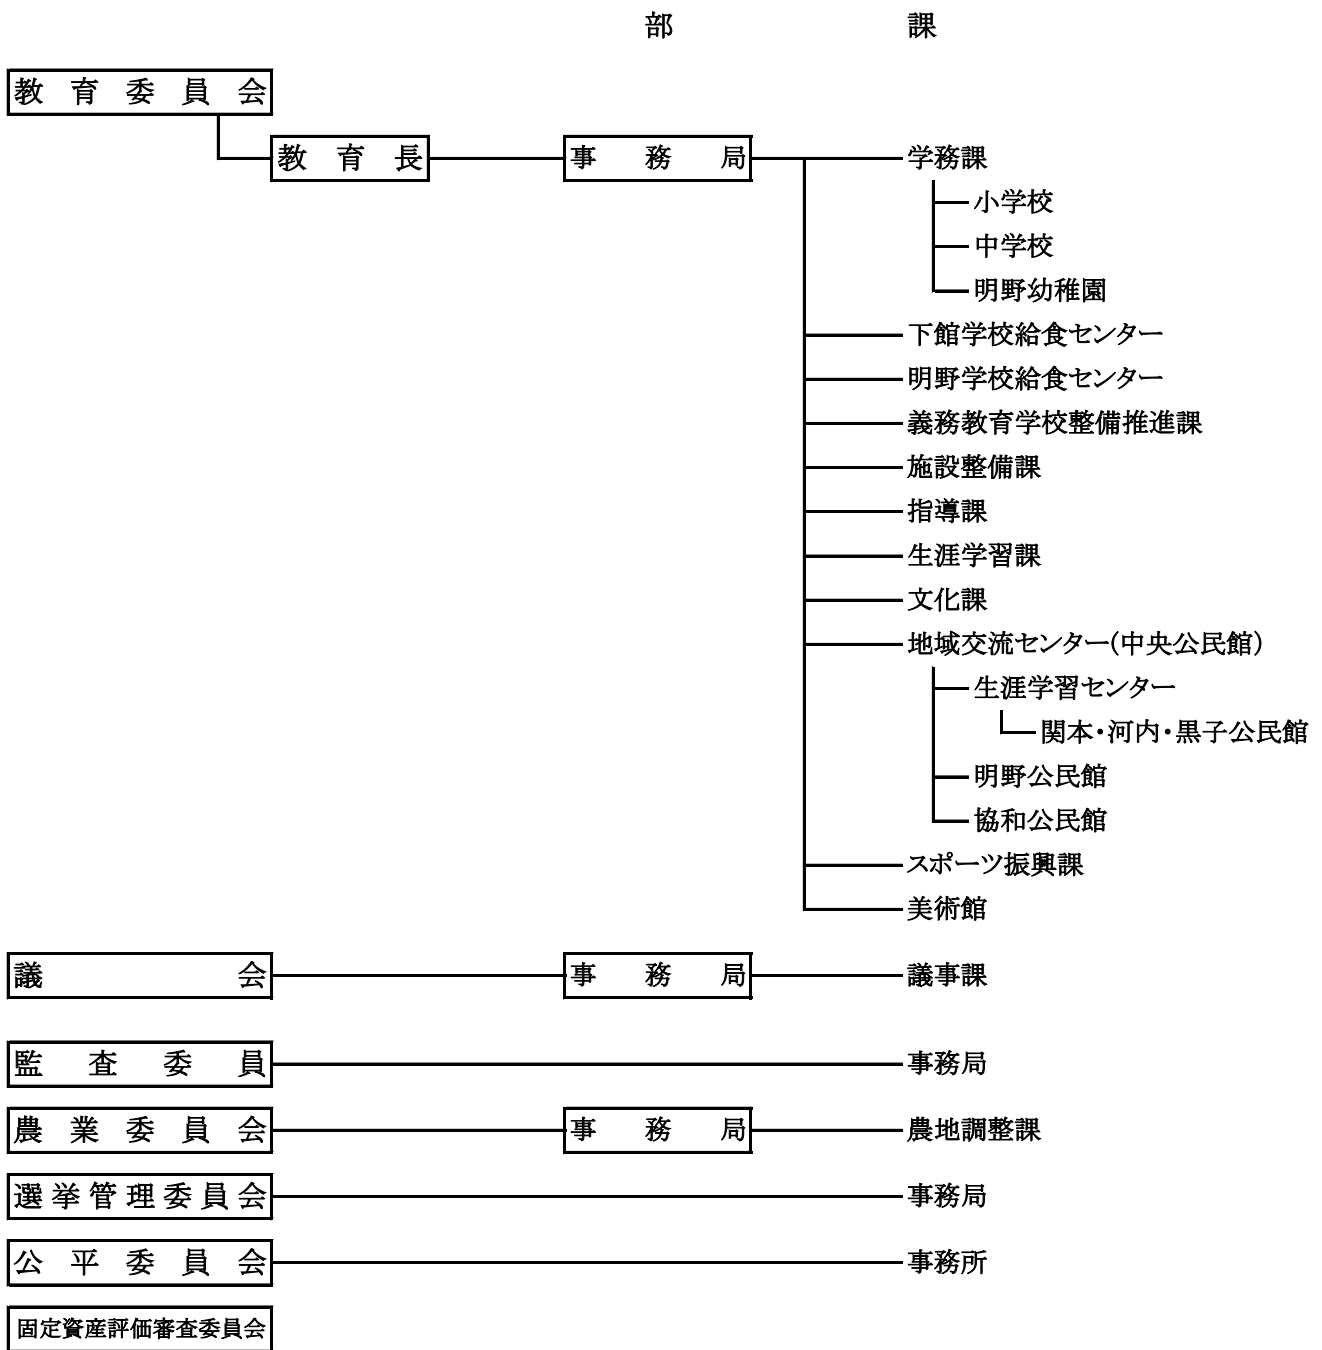 部 課
教育委員会
教育長 事務局 学務課
小学校
中学校
明野幼稚園
下館学校給食センター
明野学校給食センター
義務教育学校整備推進課
施設整備課
指導課
生涯学習課
文化課
地域交流センター(中央公民館)
生涯学習センター
関本・河内・黒子公民館
明野公民館
協和公民館
スポーツ振興課
美術館
議会 事務局 議事課
監査委員 事務局
農業委員会 事務局 農地調整課
選挙管理委員会 事務局
公平委員会 事務所
固定資産評価審査委員会